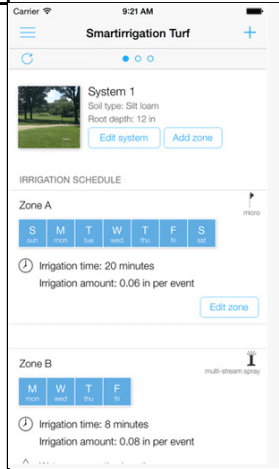 Carrier 9:21 AM
Smartirrigation Turf
System 1
Soil type: Silt loam
Root depth: 12 in
Edit system Add zone
IRRIGATION SCHEDULE
Zone A
micro
S M T W T F S
sun mon tue wed thu fri sat
Irrigation time: 20 minutes
Irrigation amount: 0.06 in per event
Edit zone
Zone B
multi-stream spray
M W T F
mon wed thu fri
Irrigation time: 8 minutes
Irrigation amount: 0.08 in per event